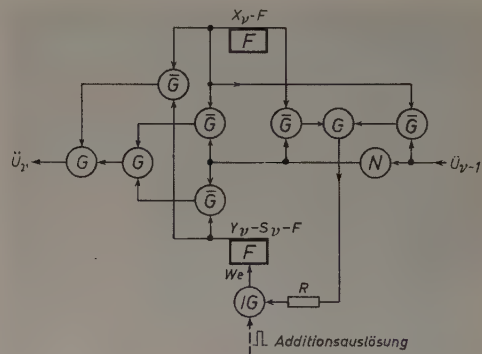 Xν-F
F
G̅
G̅
G̅
G
G̅
Üν
G
G
N
Üν-1
G̅
Yν-Sν-F
F
We
R
IG
Additionsauslösung